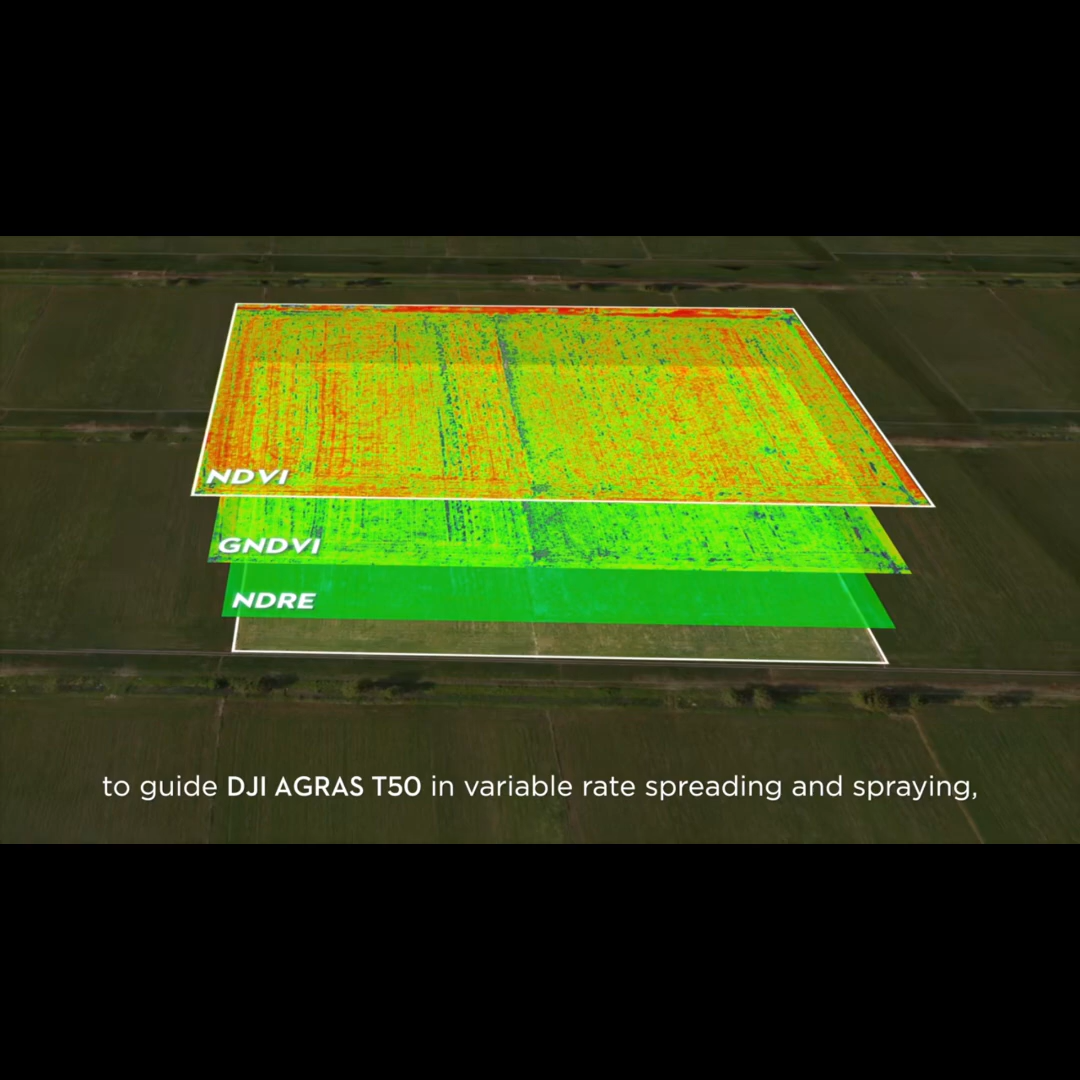 NDVI
GNDVI
NDRE
to guide DJI AGRAS T50 in variable rate spreading and spraying,